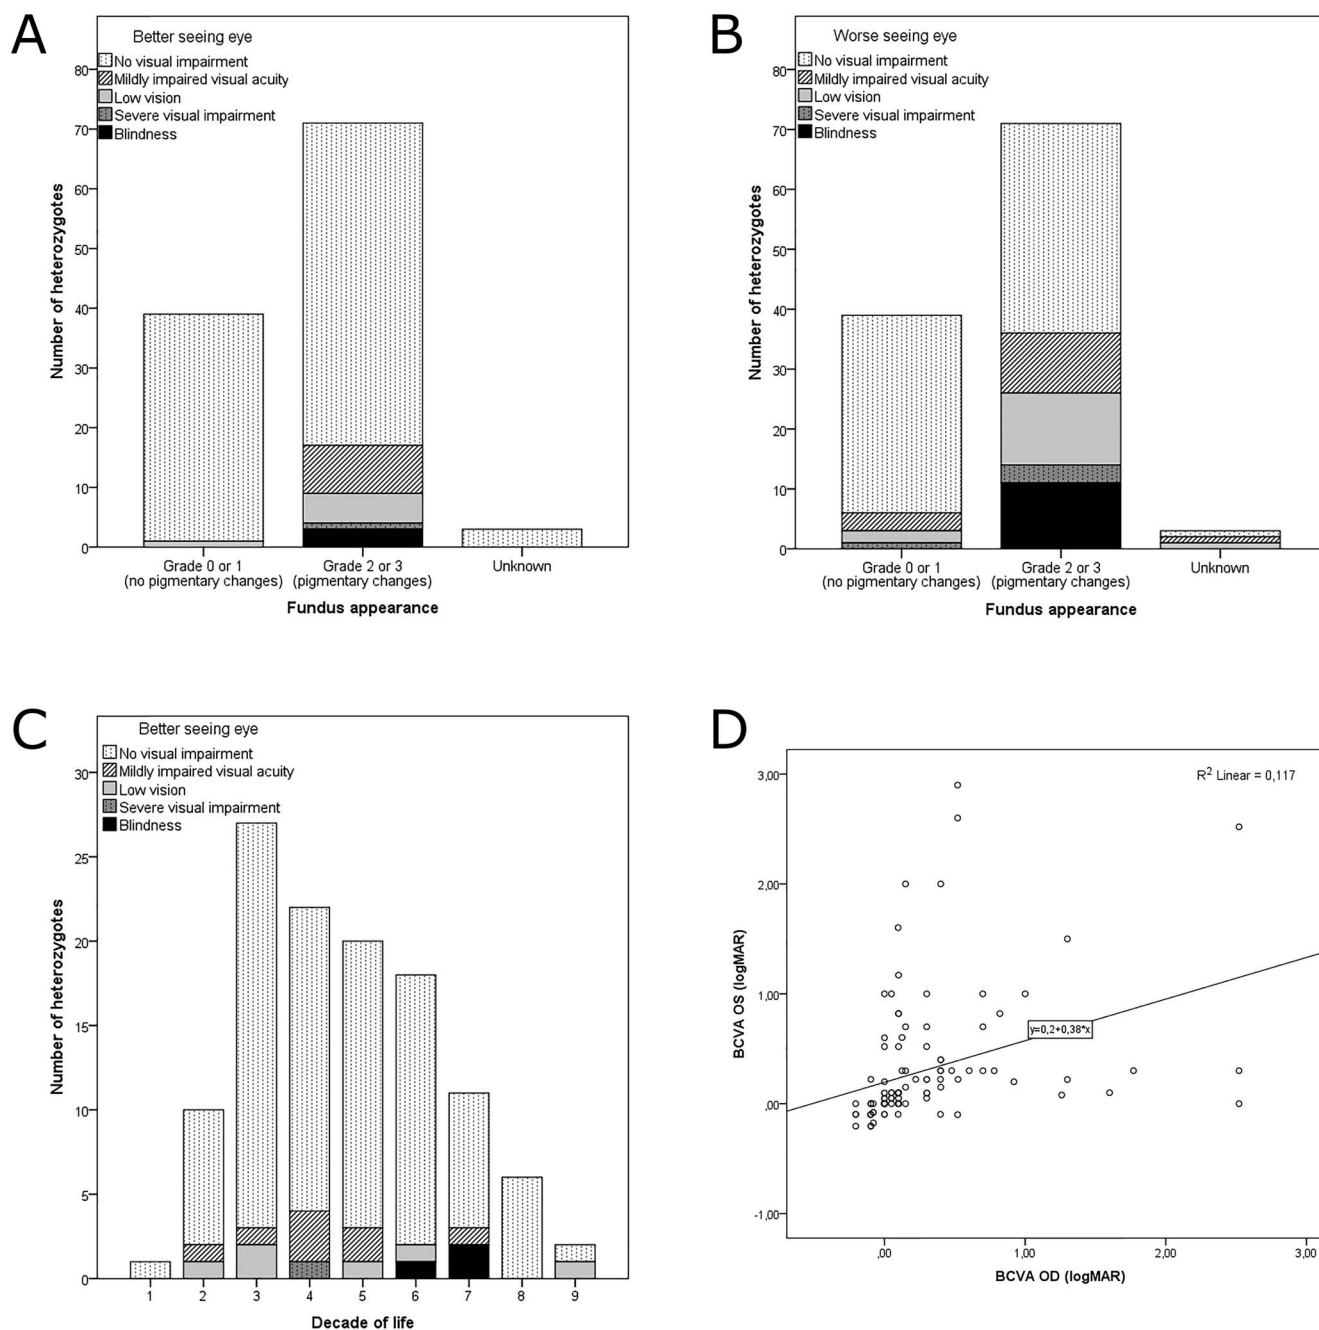 A
Better seeing eye
No visual impairment
Mildly impaired visual acuity
Low vision
Severe visual impairment
Blindness
Number of heterozygotes
80
70
60
50
40
30
20
10
0
Grade 0 or 1
(no pigmentary changes)
Grade 2 or 3
(pigmentary changes)
Unknown
Fundus appearance
B
Worse seeing eye
No visual impairment
Mildly impaired visual acuity
Low vision
Severe visual impairment
Blindness
Number of heterozygotes
80
70
60
50
40
30
20
10
0
Grade 0 or 1
(no pigmentary changes)
Grade 2 or 3
(pigmentary changes)
Unknown
Fundus appearance
C
Better seeing eye
No visual impairment
Mildly impaired visual acuity
Low vision
Severe visual impairment
Blindness
Number of heterozygotes
30
25
20
15
10
5
0
1 2 3 4 5 6 7 8 9
Decade of life
D
R² Linear = 0,117
BCVA OS (logMAR)
3,00
2,00
1,00
,00
-1,00
y=0,2+0,38*x
,00 1,00 2,00 3,00
BCVA OD (logMAR)